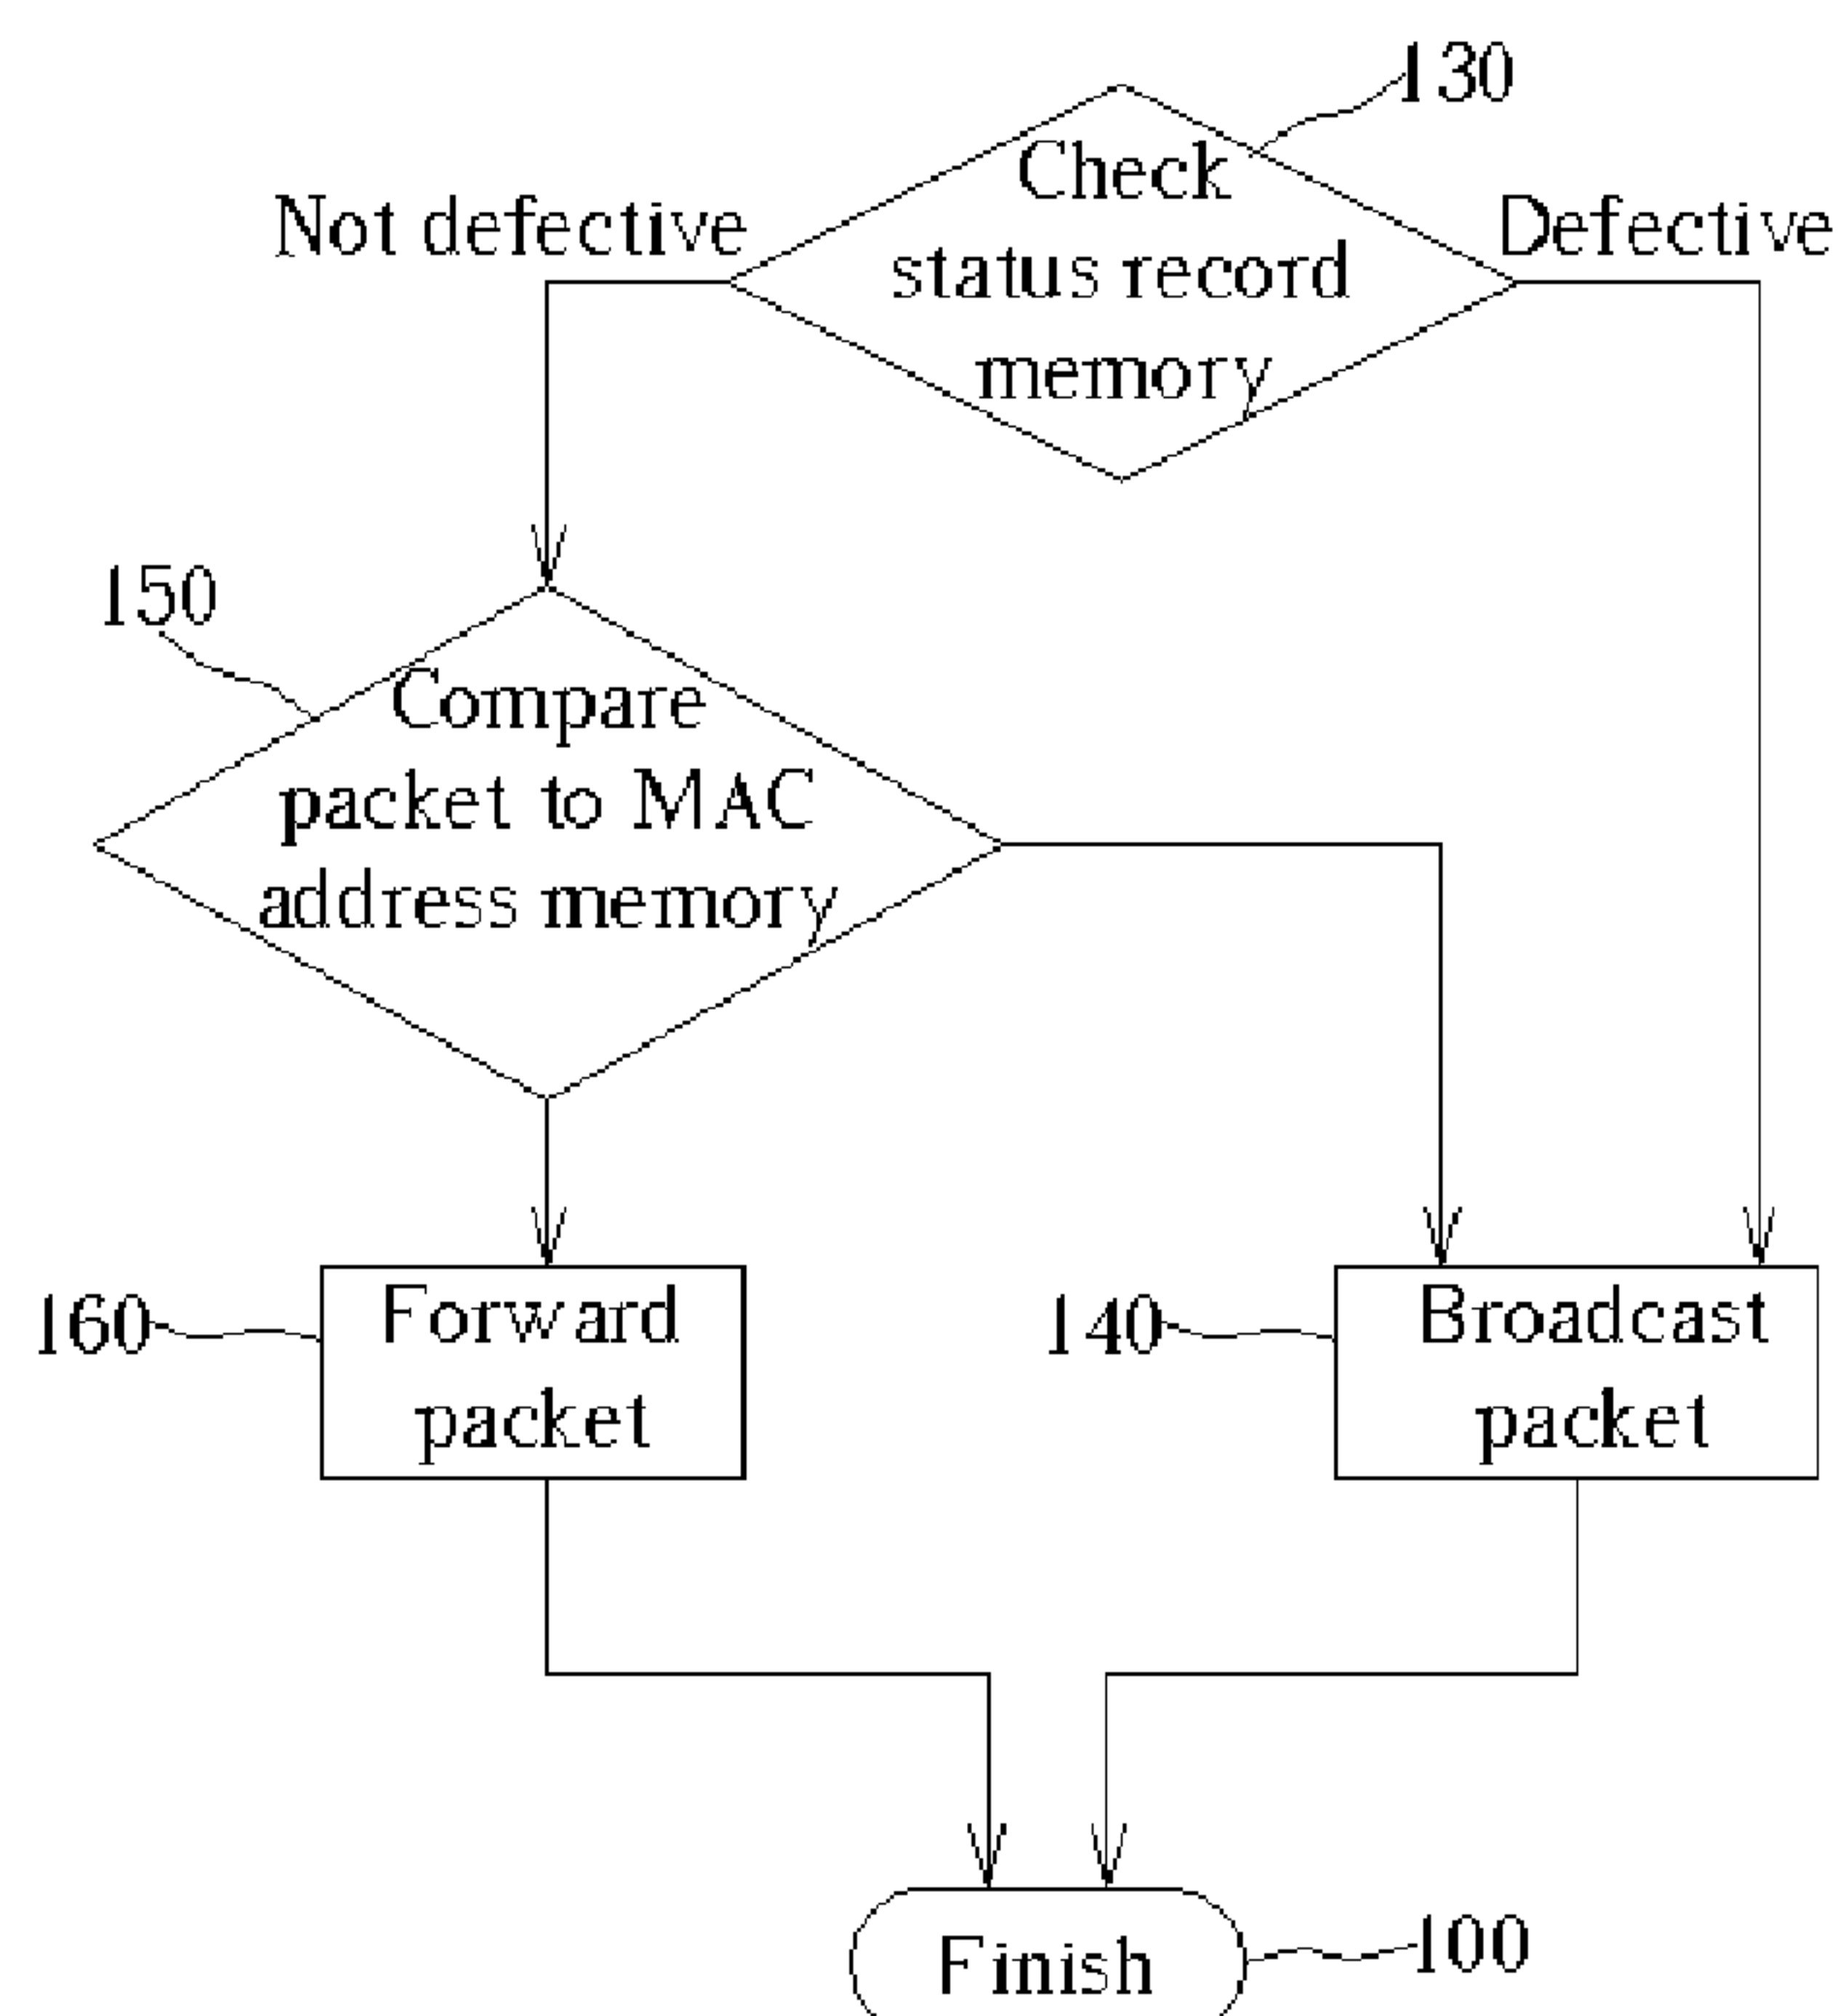 130
Check
status record
memory
Not defective
Defective
150
Compare
packet to MAC
address memory
160
Forward
packet
140
Broadcast
packet
Finish
100